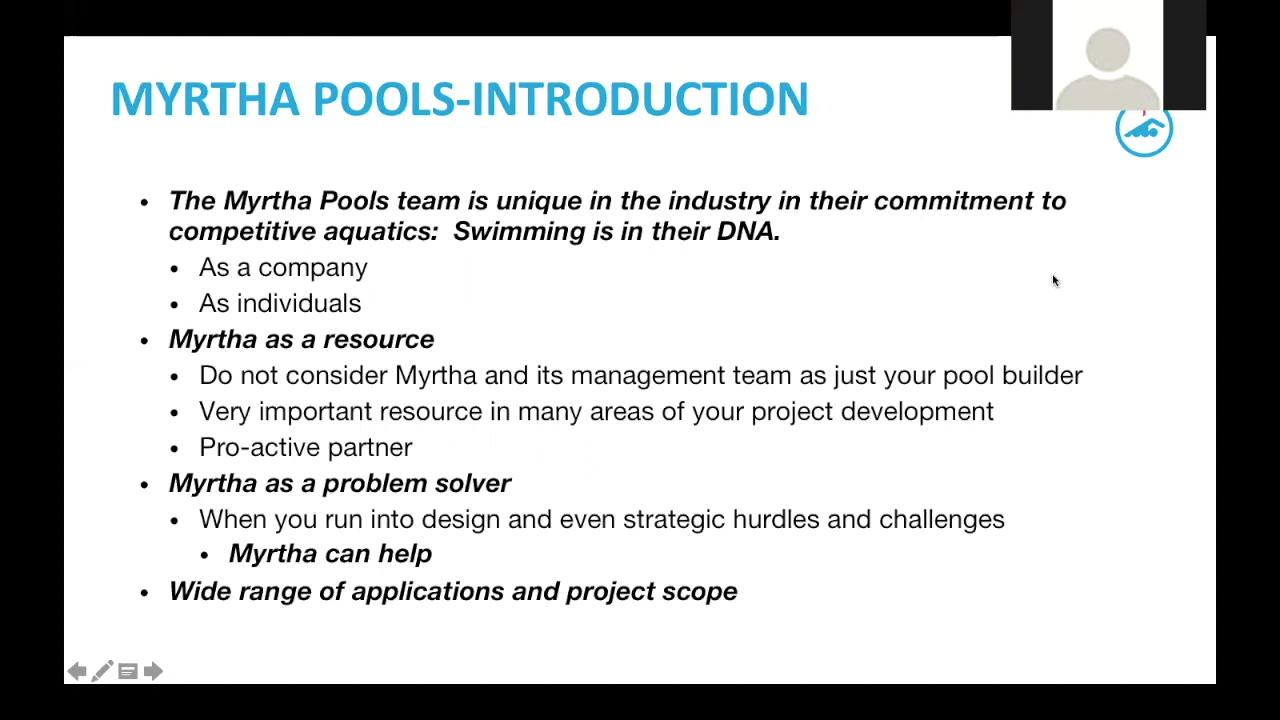 MYRTHA POOLS-INTRODUCTION
• The Myrtha Pools team is unique in the industry in their commitment to
competitive aquatics:  Swimming is in their DNA.
• As a company
• As individuals
• Myrtha as a resource
• Do not consider Myrtha and its management team as just your pool builder
• Very important resource in many areas of your project development
• Pro-active partner
• Myrtha as a problem solver
• When you run into design and even strategic hurdles and challenges
• Myrtha can help
• Wide range of applications and project scope